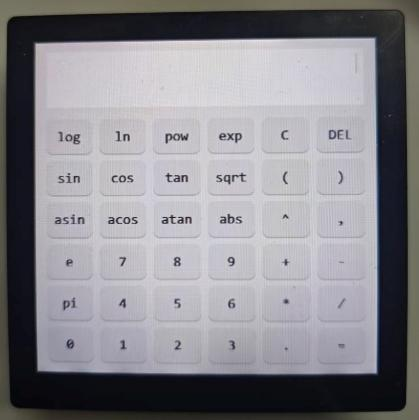 log ln pow exp C DEL
sin cos tan sqrt ( )
asin acos atan abs ^ ,
e 7 8 9 + -
pi 4 5 6 * /
0 1 2 3 . =